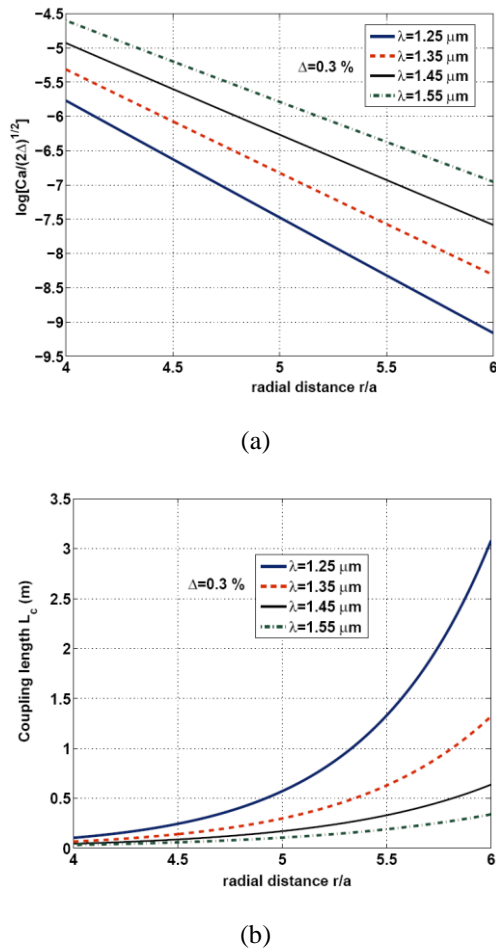 −4.5
−5
−5.5
−6
−6.5
−7
−7.5
−8
−8.5
−9
−9.5
log[Ca/(2Δ)^{1/2}]
Δ=0.3 %
λ=1.25 μm
λ=1.35 μm
λ=1.45 μm
λ=1.55 μm
4 4.5 5 5.5 6
radial distance r/a
(a)
3.5
3
2.5
2
1.5
1
0.5
0
Coupling length L_c (m)
Δ=0.3 %
λ=1.25 μm
λ=1.35 μm
λ=1.45 μm
λ=1.55 μm
4 4.5 5 5.5 6
radial distance r/a
(b)